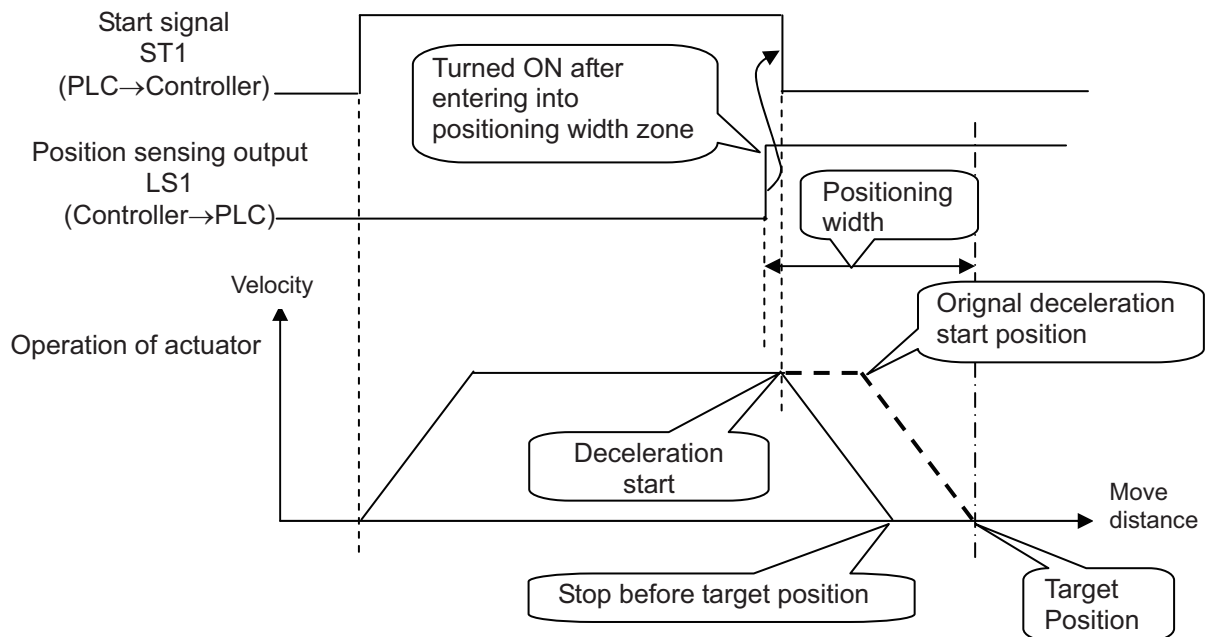 Start signal
ST1
(PLC→Controller)
Turned ON after
entering into
positioning width zone
Position sensing output
LS1
(Controller→PLC)
Positioning
width
Velocity
Orignal deceleration
start position
Operation of actuator
Deceleration
start
Move
distance
Stop before target position
Target
Position